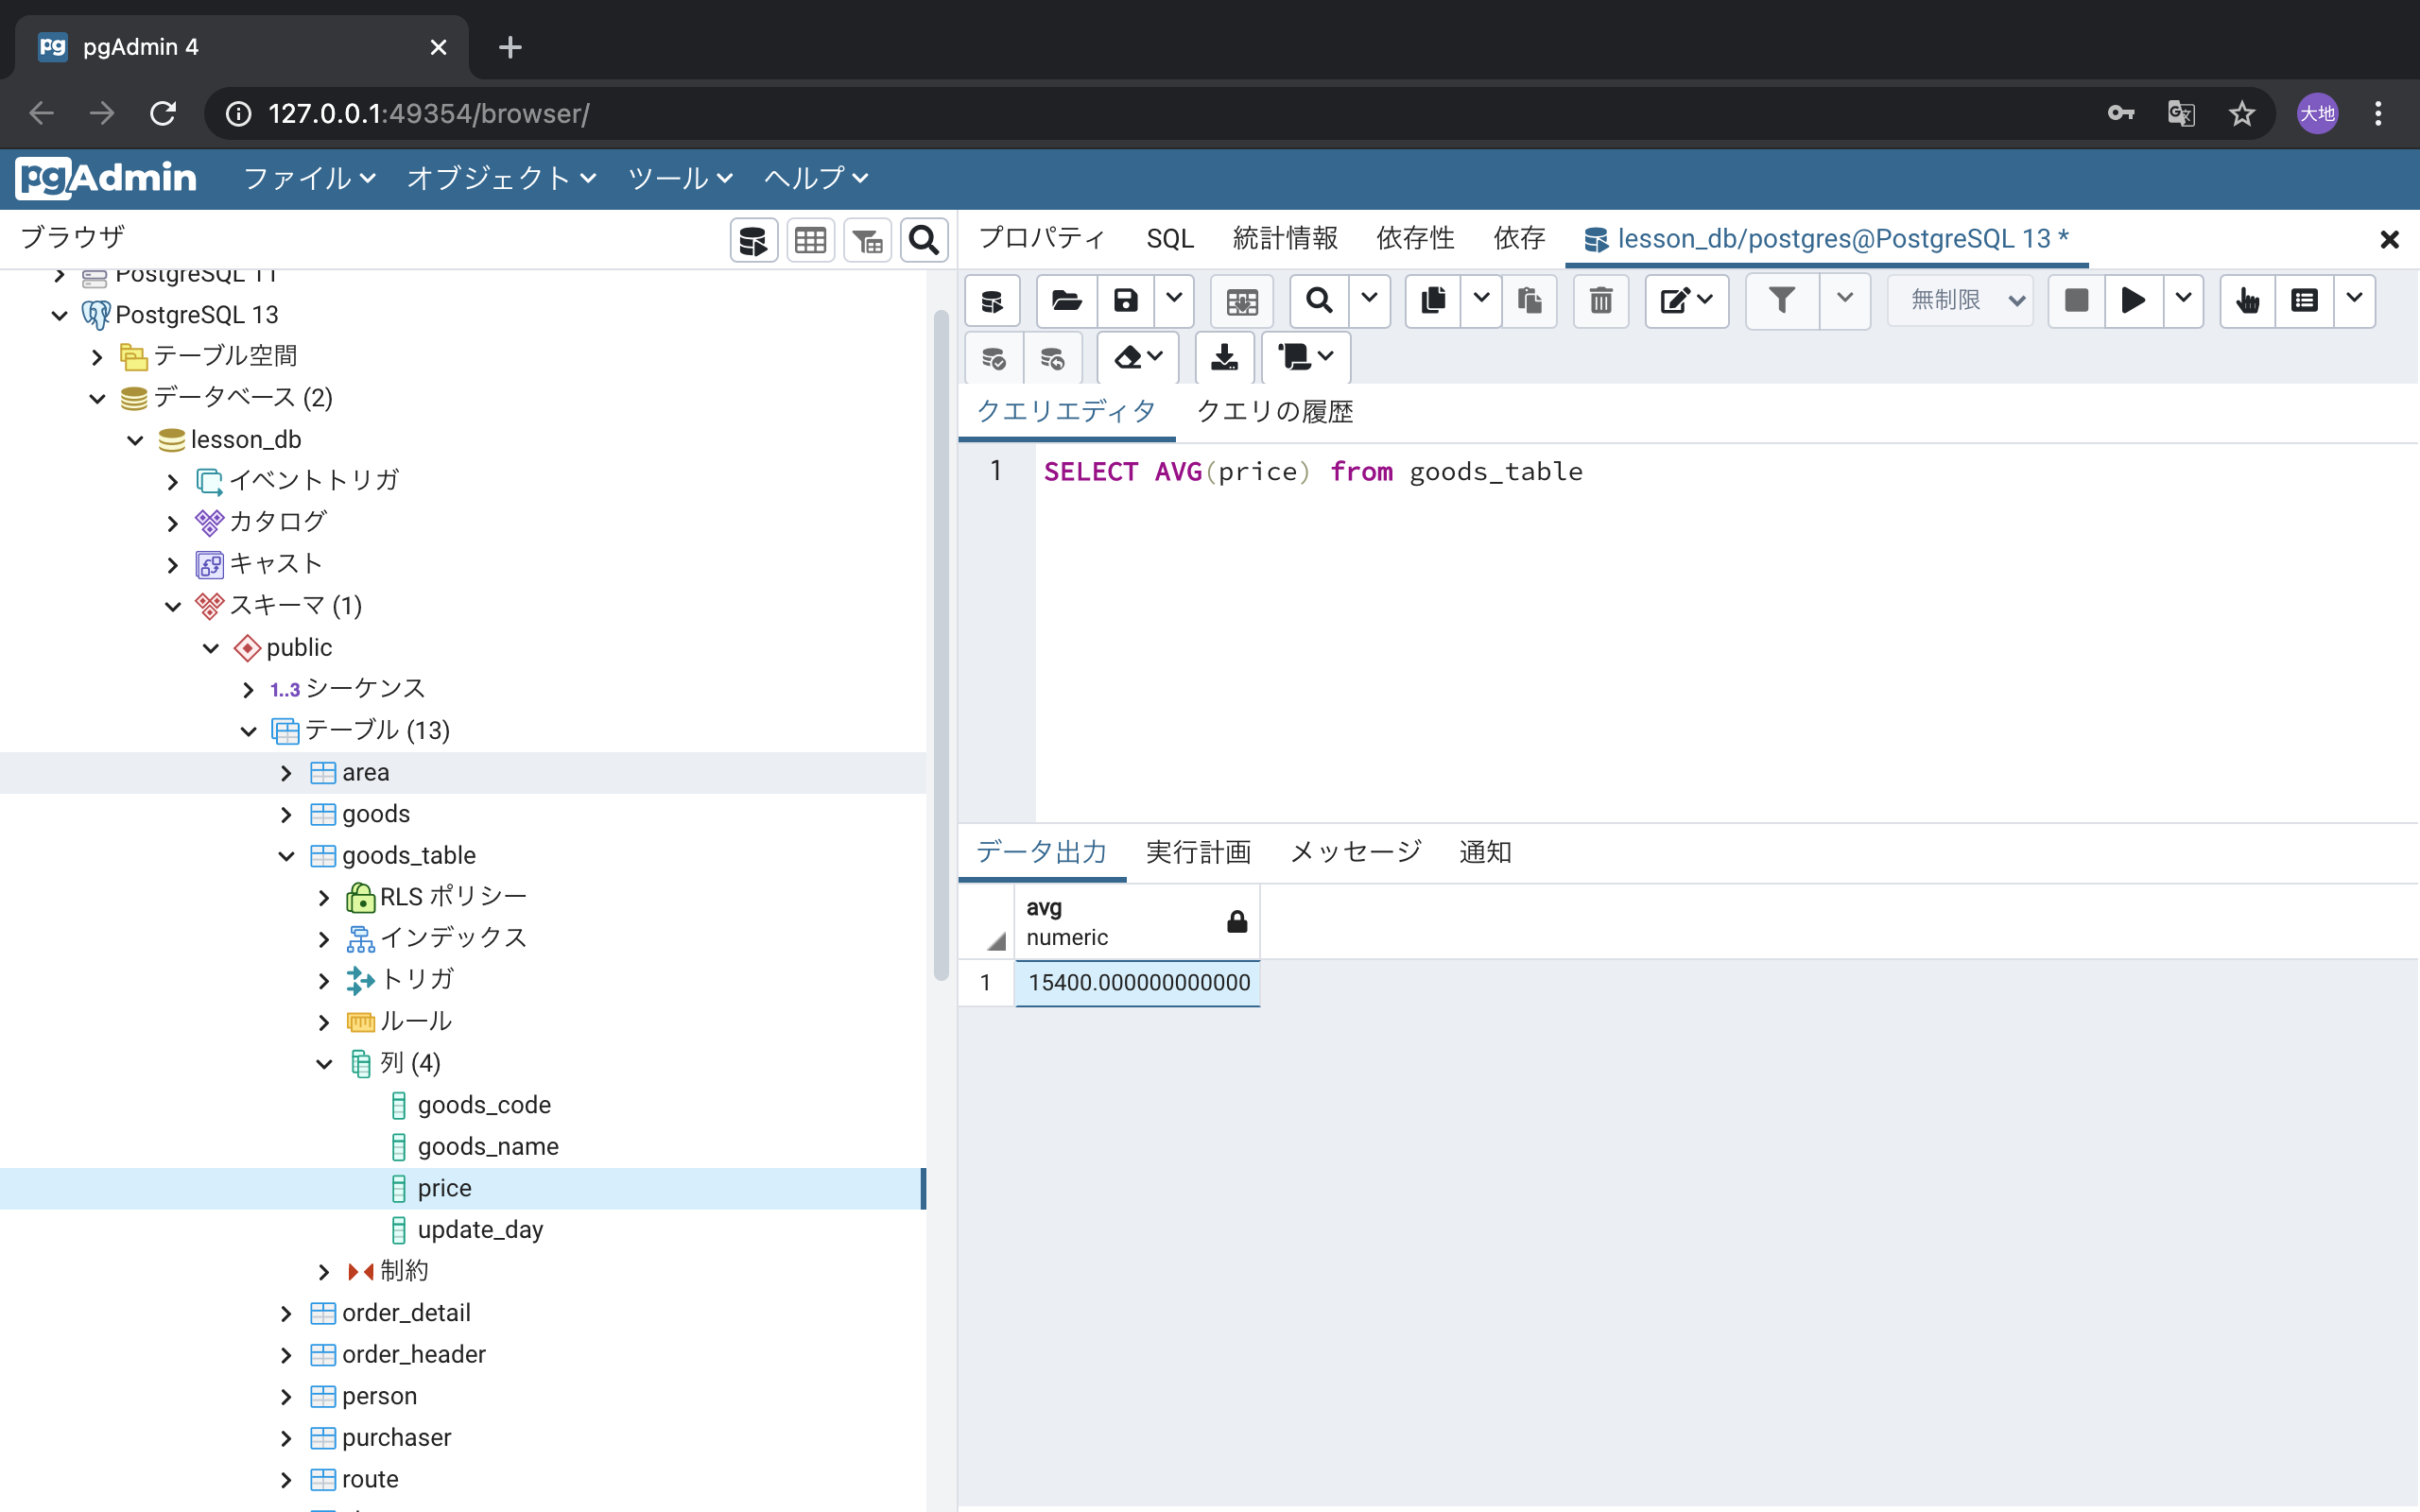 pgAdmin 4
127.0.0.1:49354/browser/
大地
pgAdmin ファイル オブジェクト ツール ヘルプ
ブラウザ
PostgreSQL 11
PostgreSQL 13
テーブル空間
データベース (2)
lesson_db
イベントトリガ
カタログ
キャスト
スキーマ (1)
public
1..3 シーケンス
テーブル (13)
area
goods
goods_table
RLS ポリシー
インデックス
トリガ
ルール
列 (4)
goods_code
goods_name
price
update_day
制約
order_detail
order_header
person
purchaser
route
プロパティ SQL 統計情報 依存性 依存 lesson_db/postgres@PostgreSQL 13 *
無制限
クエリエディタ クエリの履歴
1 SELECT AVG(price) from goods_table
データ出力 実行計画 メッセージ 通知
avg
numeric
1 15400.000000000000